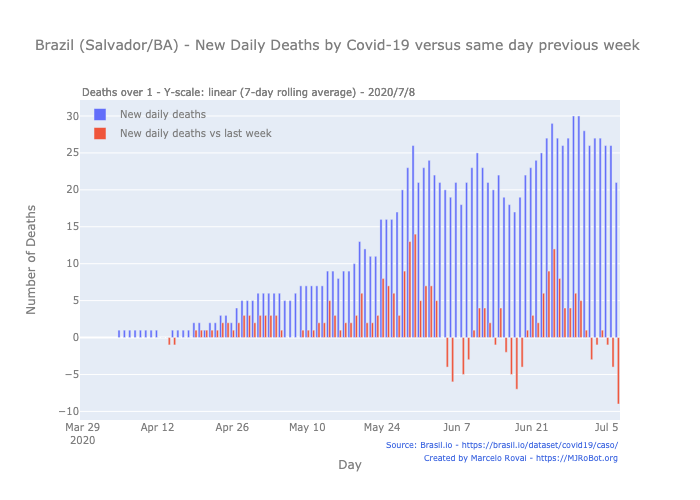 Brazil (Salvador/BA) - New Daily Deaths by Covid-19 versus same day previous week
Deaths over 1 - Y-scale: linear (7-day rolling average) - 2020/7/8
New daily deaths
New daily deaths vs last week
30
25
20
15
10
5
0
−5
−10
Number of Deaths
Mar 29
2020
Apr 12
Apr 26
May 10
May 24
Jun 7
Jun 21
Jul 5
Day
Source: Brasil.io - https://brasil.io/dataset/covid19/caso/
Created by Marcelo Rovai - https://MJRoBot.org